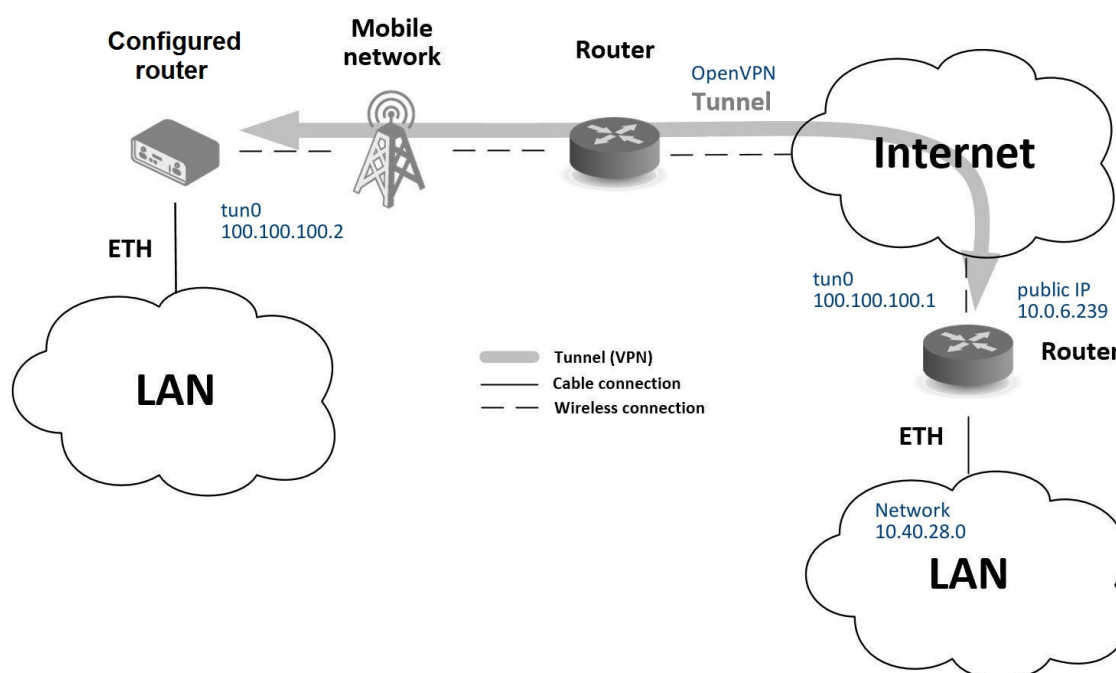 Configured
router
Mobile
network
Router
OpenVPN
Tunnel
Internet
tun0
100.100.100.2
ETH
LAN
tun0
100.100.100.1
public IP
10.0.6.239
Router
Tunnel (VPN)
Cable connection
Wireless connection
ETH
Network
10.40.28.0
LAN